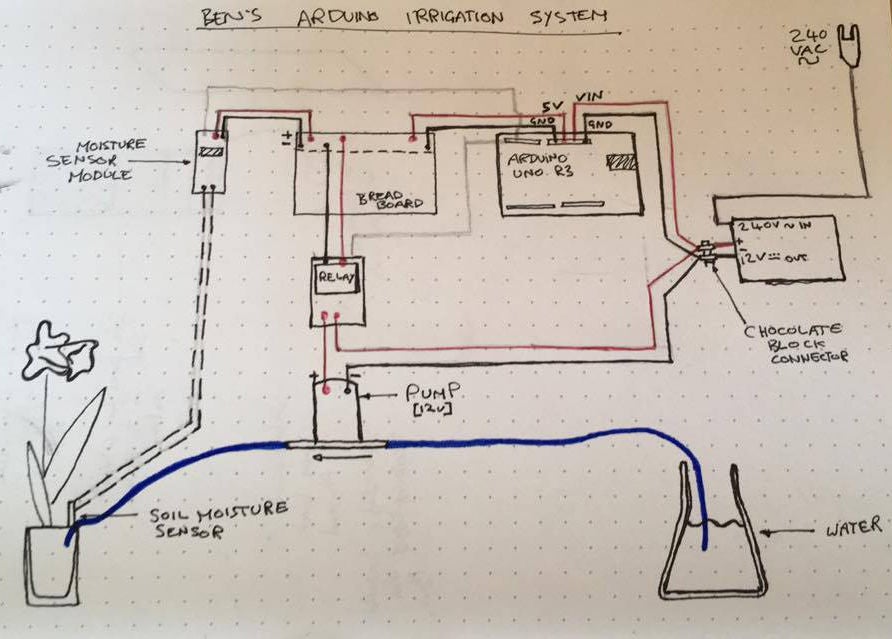 BEN'S ARDUINO IRRIGATION SYSTEM
240
VAC
~
5V
VIN
GND
GND
MOISTURE
SENSOR
MODULE
+
-
BREAD
BOARD
ARDUINO
UNO R3
240V ~ IN
+
-
12V ⎓ OUT
RELAY
CHOCOLATE
BLOCK
CONNECTOR
+
-
PUMP
[12V]
SOIL MOISTURE
SENSOR
WATER